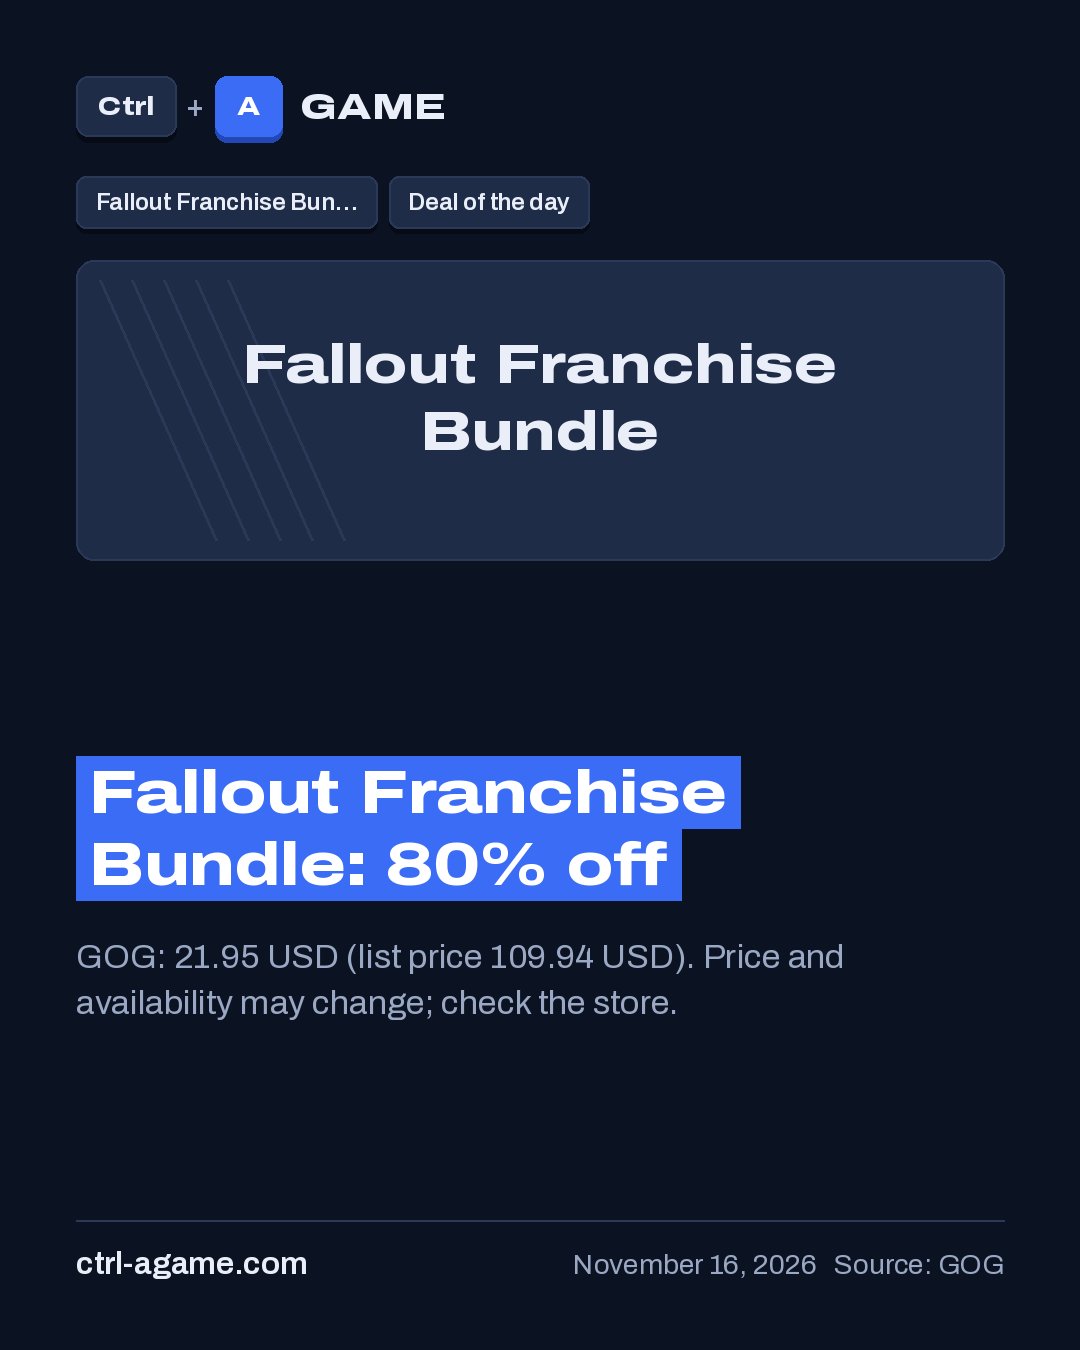 Ctrl + A GAME
Fallout Franchise Bun... Deal of the day
Fallout Franchise
Bundle
Fallout Franchise
Bundle: 80% off
GOG: 21.95 USD (list price 109.94 USD). Price and
availability may change; check the store.
ctrl-agame.com November 16, 2026 Source: GOG